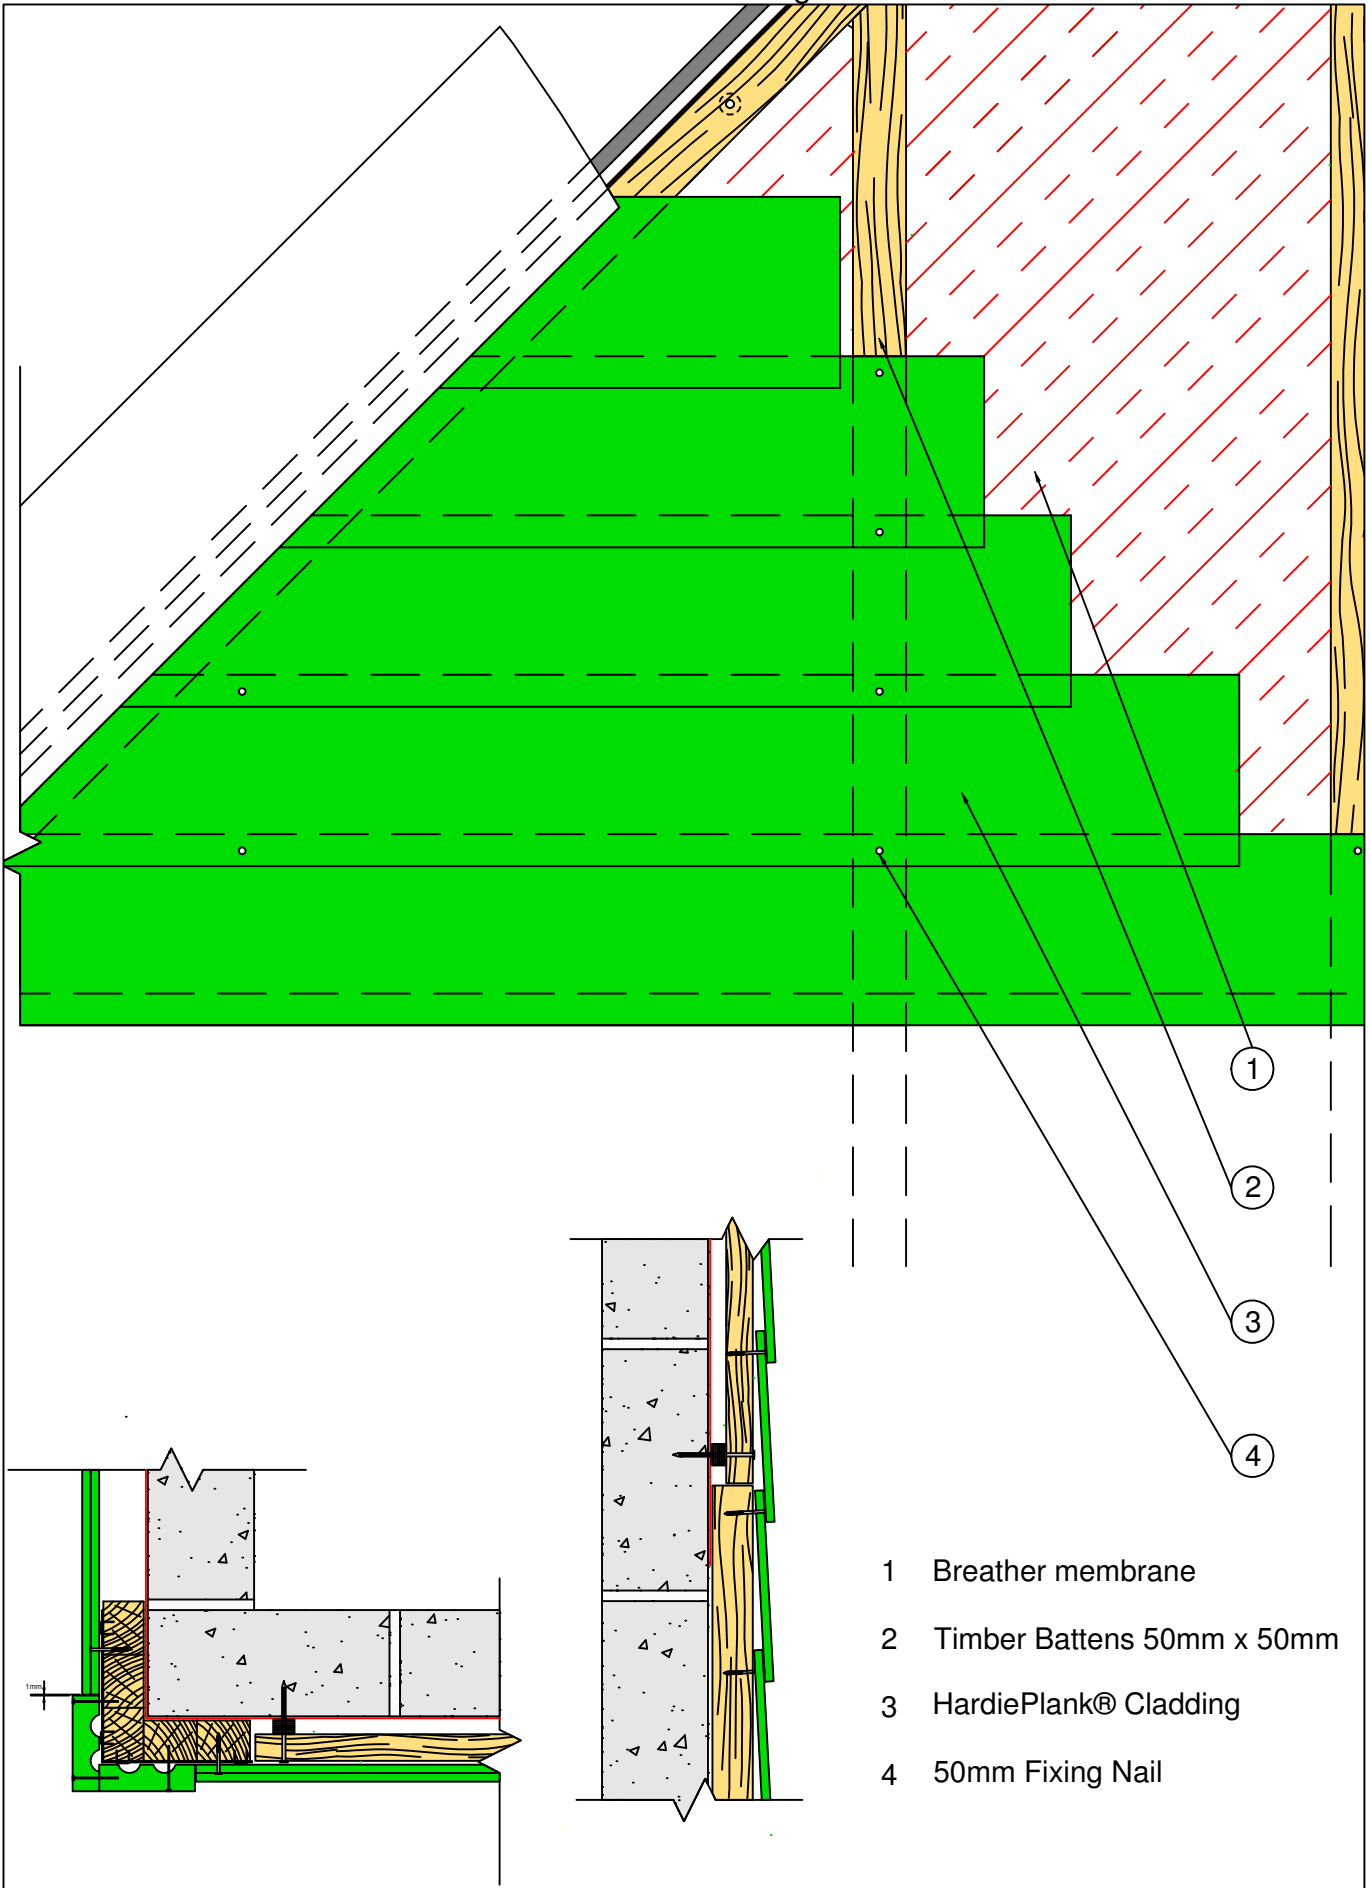 1
2
3
4
1mm
1 Breather membrane
2 Timber Battens 50mm x 50mm
3 HardiePlank® Cladding
4 50mm Fixing Nail